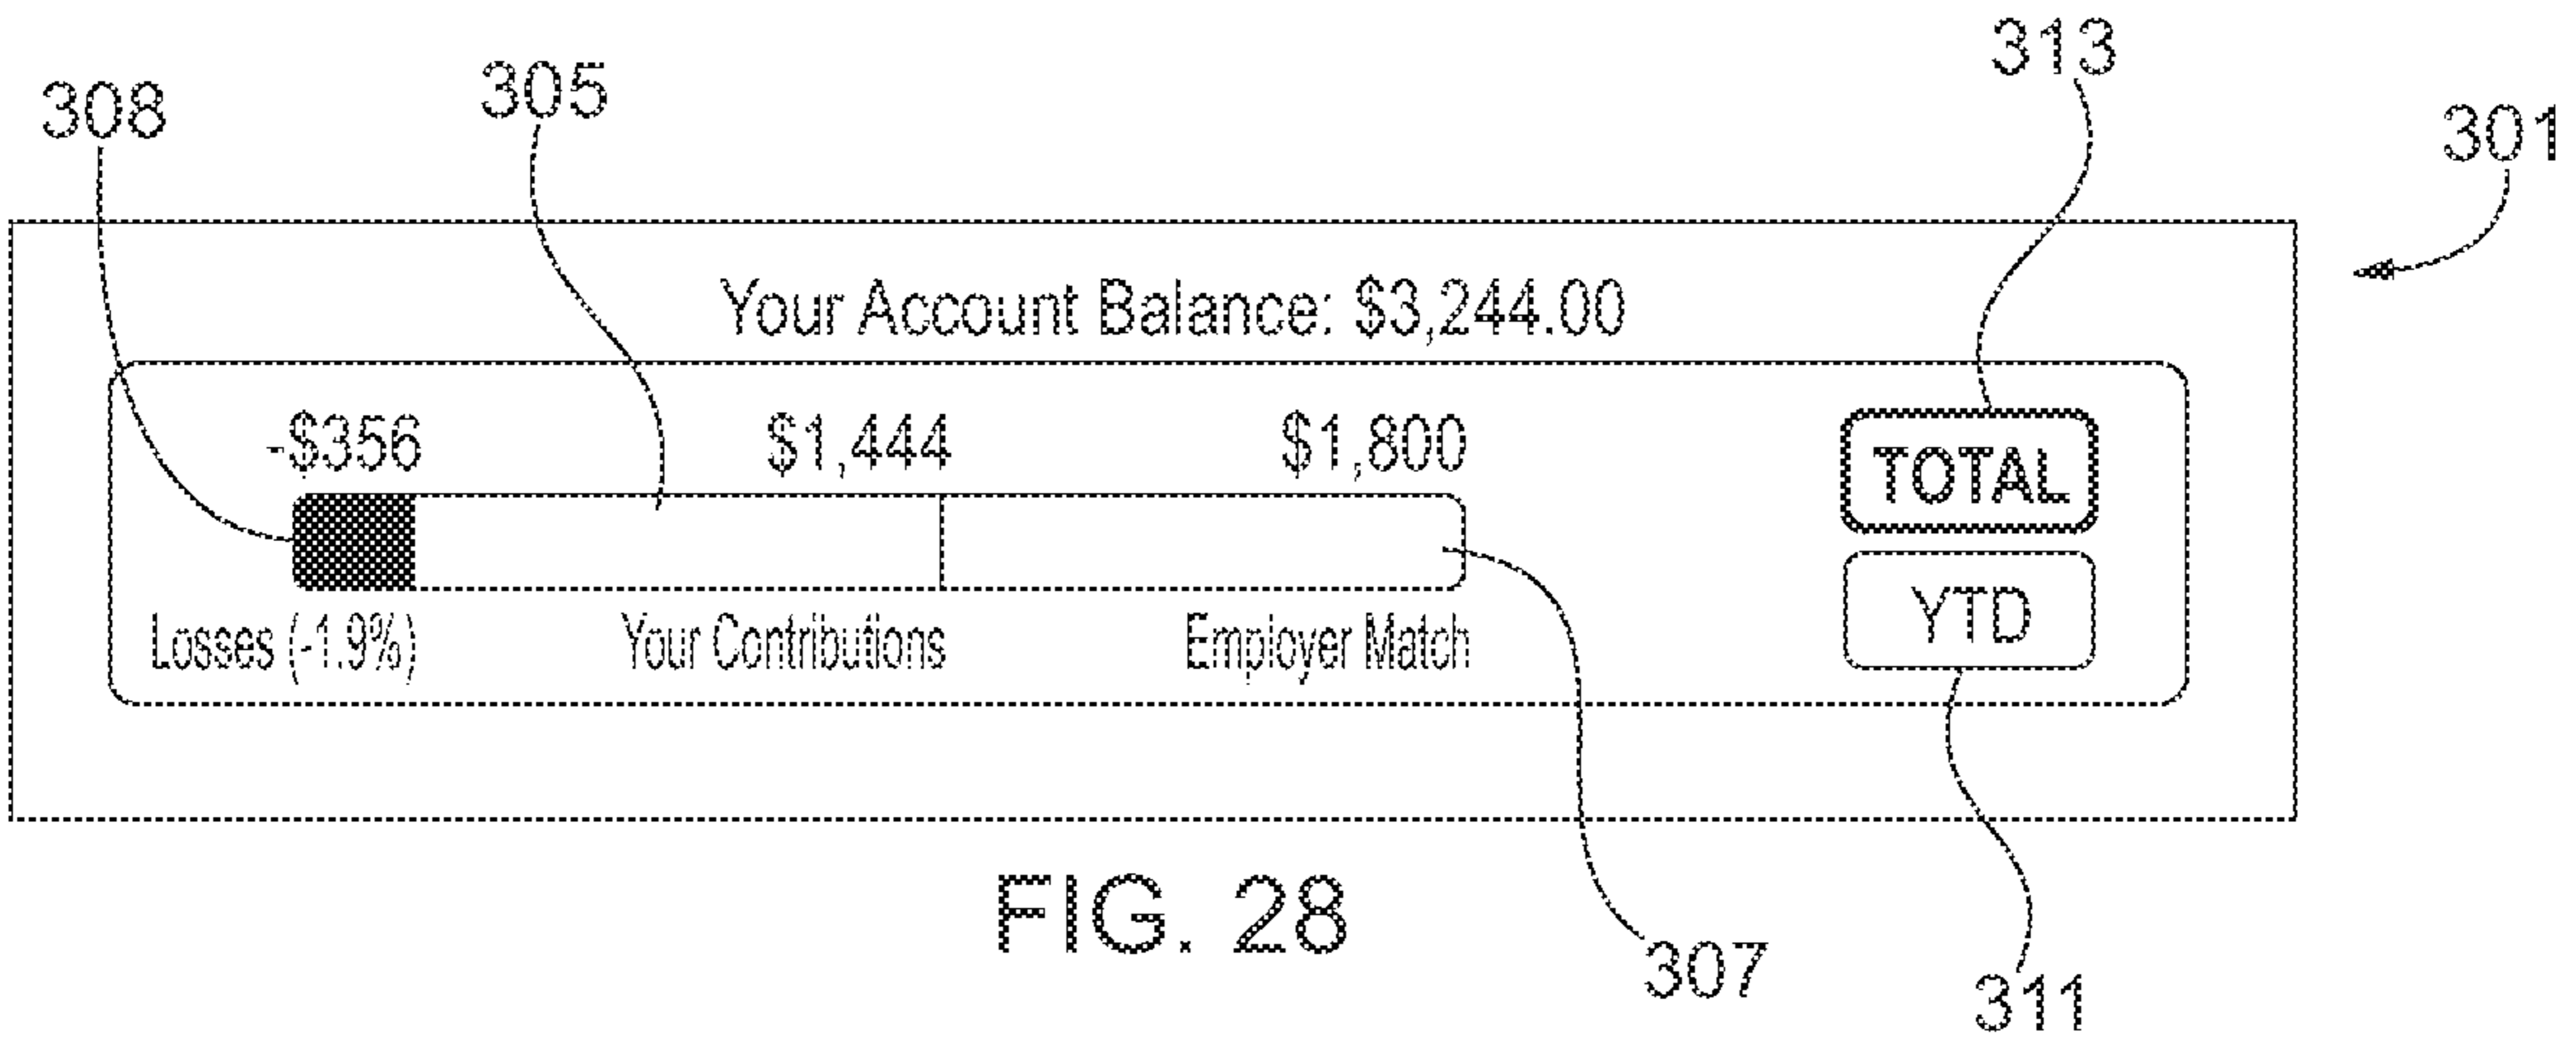 313
305
308
301
Your Account Balance: $3,244.00
-$356 $1,444 $1,800
TOTAL
YTD
Losses (-1.9%) Your Contributions Employer Match
FIG. 28
307
311